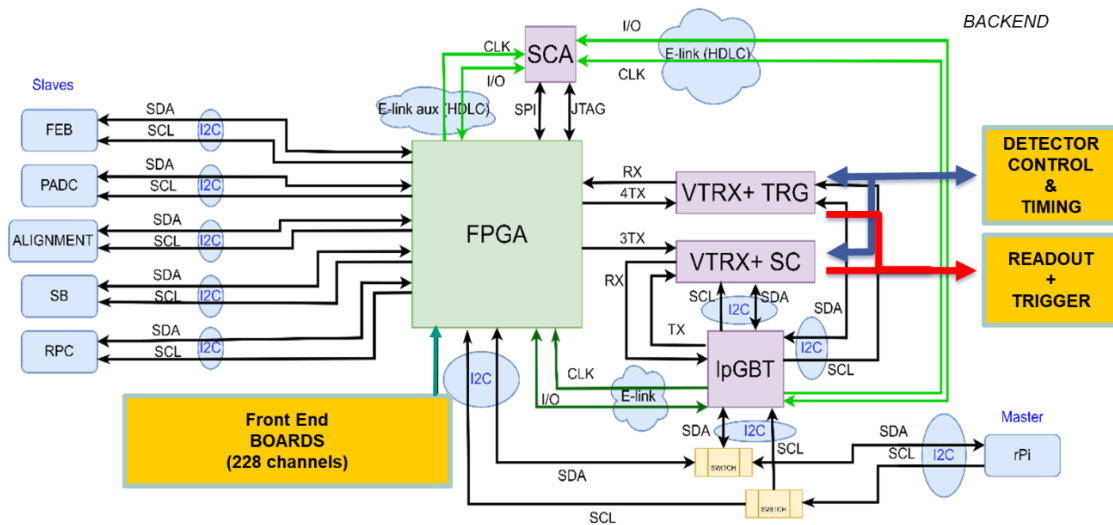 BACKEND
I/O
CLK
SCA
E-link (HDLC)
I/O
CLK
Slaves
E-link aux (HDLC)
SPI
JTAG
SDA
FEB
SCL
I2C
SDA
PADC
SCL
I2C
SDA
ALIGNMENT
SCL
I2C
SDA
SB
SCL
I2C
SDA
RPC
SCL
I2C
FPGA
RX
4TX
VTRX+ TRG
3TX
VTRX+ SC
RX
SCL
I2C
SDA
TX
lpGBT
SDA
I2C
SCL
DETECTOR
CONTROL
&
TIMING
READOUT
+
TRIGGER
I2C
CLK
I/O
E-link
Front End
BOARDS
(228 channels)
SDA
I2C
SCL
SWITCH
SDA
SWITCH
SCL
SDA
SCL
I2C
Master
rPi